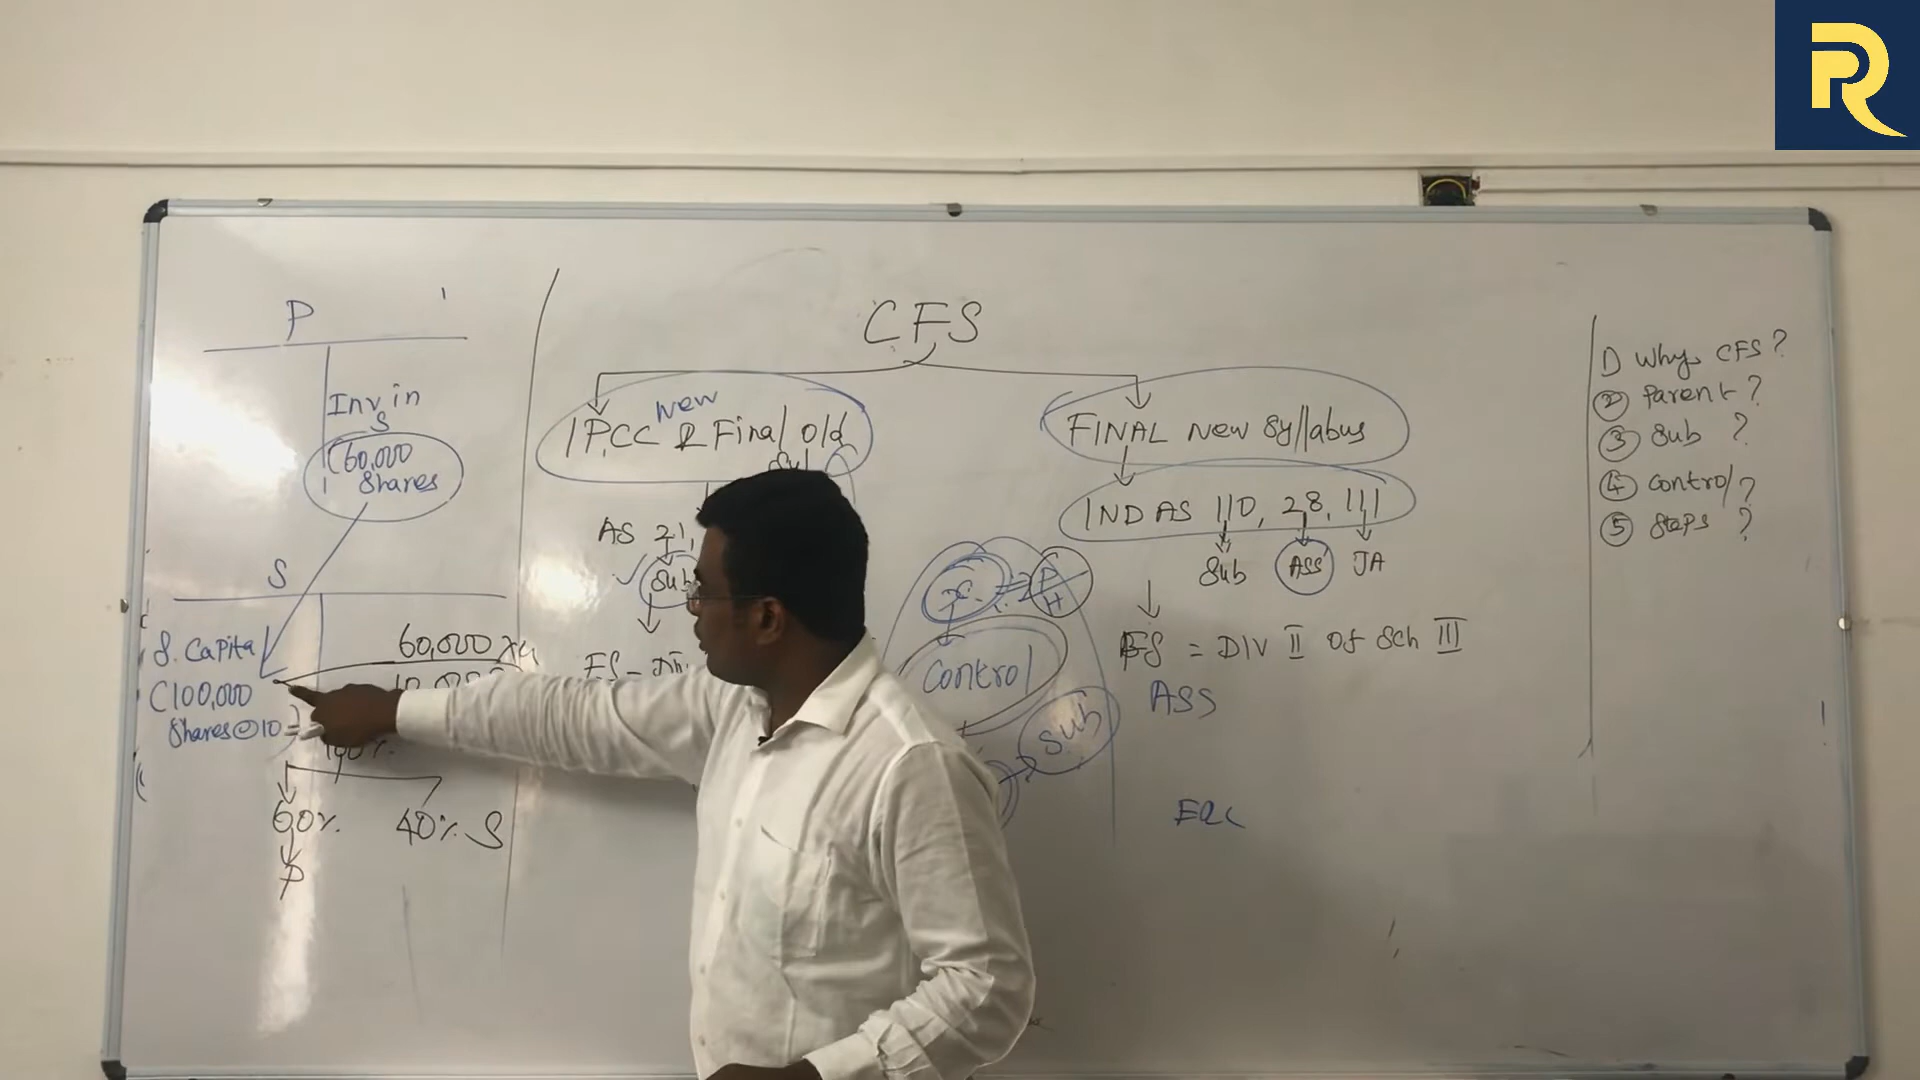 P
Inv in
S
(60,000
Shares
S
S. Capital
(100,000
Shares @ 10 =
60,000
100%
60%
40% S
P
CFS
New
IPCC & Final old
AS 21,
Sub
FS -
FINAL New Syllabus
IND AS 110, 28, 111
Sub ASS JA
FS = DIV II Of Sch III
ASS
P
H
Control
Sub
1) Why CFS?
2 Parent?
3 Sub ?
4 Control?
5 Steps ?
R